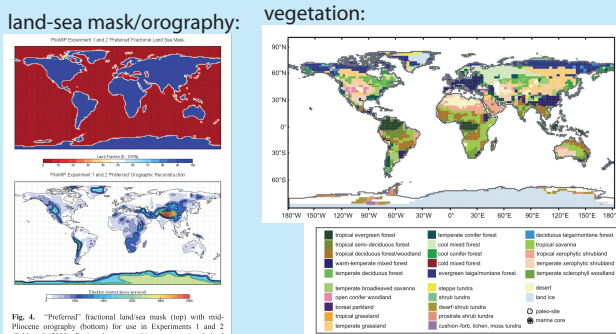 land-sea mask/orography:
vegetation:
PlioMIP Experiment 1 and 2 'Preferred' Fractional Land Sea Mask
Land Fraction (0 - 100%)
PlioMIP Experiment 1 and 2 'Preferred' Orographic Reconstruction
Fig. 4. "Preferred" fractional land/sea mask (top) with mid-
Pliocene orography (bottom) for use in Experiments 1 and 2
90°N
60°N
30°N
0°
30°S
60°S
180°W 150°W 120°W 90°W 60°W 30°W 0° 30°E 60°E 90°E 120°E 150°E 180°
tropical evergreen forest
tropical semi-deciduous forest
tropical deciduous forest/woodland
warm-temperate mixed forest
temperate deciduous forest
temperate conifer forest
cool mixed forest
cool conifer forest
cold mixed forest
evergreen taiga/montane forest
deciduous taiga/montane forest
tropical savanna
tropical xerophytic shrubland
temperate xerophytic shrubland
temperate sclerophyll woodland
temperate broadleaved savanna
open conifer woodland
boreal parkland
tropical grassland
temperate grassland
steppe tundra
shrub tundra
dwarf-shrub tundra
prostrate shrub tundra
cushion-forb, lichen, moss tundra
desert
land ice
paleo-site
marine core